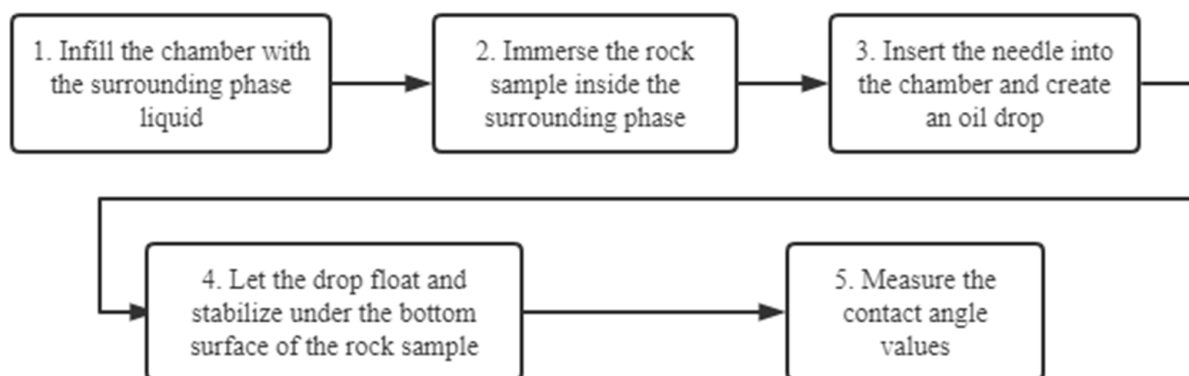 1. Infill the chamber with
the surrounding phase
liquid
2. Immerse the rock
sample inside the
surrounding phase
3. Insert the needle into
the chamber and create
an oil drop
4. Let the drop float and
stabilize under the bottom
surface of the rock sample
5. Measure the
contact angle
values